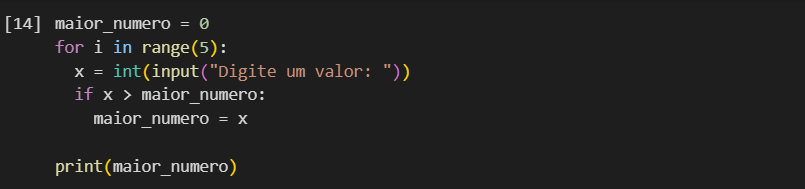 [14] maior_numero = 0
for i in range(5):
  x = int(input("Digite um valor: "))
  if x > maior_numero:
    maior_numero = x

print(maior_numero)